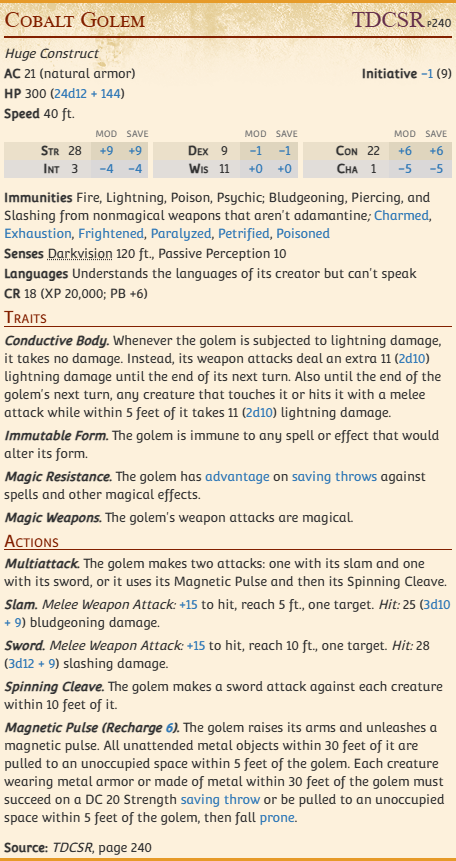 COBALT GOLEM TDCSR P240
Huge Construct
AC 21 (natural armor) Initiative −1 (9)
HP 300 (24d12 + 144)
Speed 40 ft.
MOD SAVE MOD SAVE MOD SAVE
STR 28 +9 +9 DEX 9 −1 −1 CON 22 +6 +6
INT 3 −4 −4 WIS 11 +0 +0 CHA 1 −5 −5
Immunities Fire, Lightning, Poison, Psychic; Bludgeoning, Piercing, and
Slashing from nonmagical weapons that aren't adamantine; Charmed,
Exhaustion, Frightened, Paralyzed, Petrified, Poisoned
Senses Darkvision 120 ft., Passive Perception 10
Languages Understands the languages of its creator but can't speak
CR 18 (XP 20,000; PB +6)
TRAITS
Conductive Body. Whenever the golem is subjected to lightning damage,
it takes no damage. Instead, its weapon attacks deal an extra 11 (2d10)
lightning damage until the end of its next turn. Also until the end of the
golem's next turn, any creature that touches it or hits it with a melee
attack while within 5 feet of it takes 11 (2d10) lightning damage.
Immutable Form. The golem is immune to any spell or effect that would
alter its form.
Magic Resistance. The golem has advantage on saving throws against
spells and other magical effects.
Magic Weapons. The golem's weapon attacks are magical.
ACTIONS
Multiattack. The golem makes two attacks: one with its slam and one
with its sword, or it uses its Magnetic Pulse and then its Spinning Cleave.
Slam. Melee Weapon Attack: +15 to hit, reach 5 ft., one target. Hit: 25 (3d10
+ 9) bludgeoning damage.
Sword. Melee Weapon Attack: +15 to hit, reach 10 ft., one target. Hit: 28
(3d12 + 9) slashing damage.
Spinning Cleave. The golem makes a sword attack against each creature
within 10 feet of it.
Magnetic Pulse (Recharge 6). The golem raises its arms and unleashes a
magnetic pulse. All unattended metal objects within 30 feet of it are
pulled to an unoccupied space within 5 feet of the golem. Each creature
wearing metal armor or made of metal within 30 feet of the golem must
succeed on a DC 20 Strength saving throw or be pulled to an unoccupied
space within 5 feet of the golem, then fall prone.
Source: TDCSR, page 240